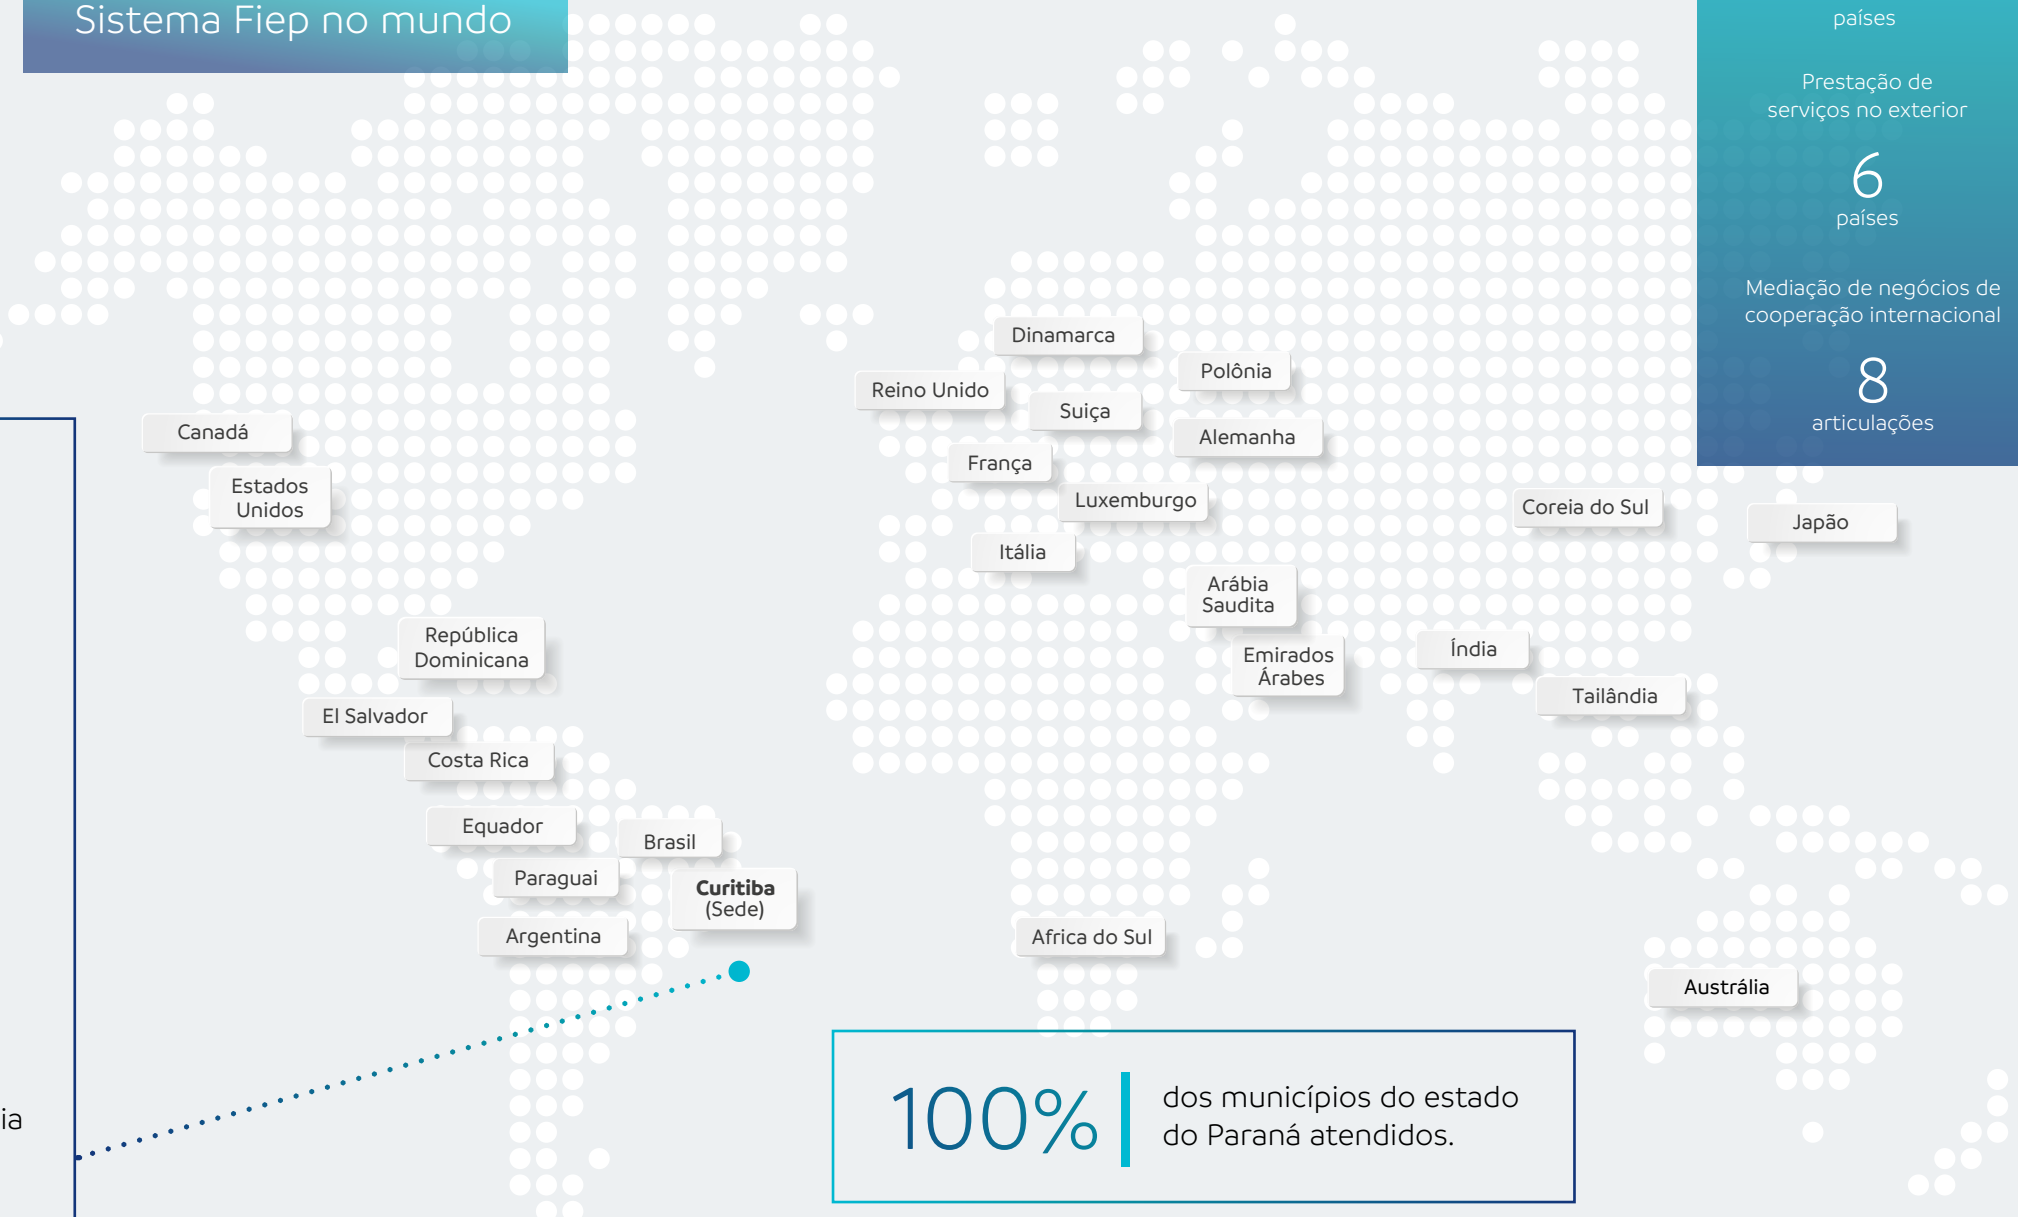 Sistema Fiep no mundo
países
Prestação de
serviços no exterior
6
países
Mediação de negócios de
cooperação internacional
8
articulações
Dinamarca
Polônia
Reino Unido
Suiça
Canadá
Alemanha
França
Estados
Unidos
Luxemburgo
Coreia do Sul
Japão
Itália
Arábia
Saudita
República
Dominicana
Emirados
Árabes
Índia
Tailândia
El Salvador
Costa Rica
Equador
Brasil
Paraguai
Curitiba
(Sede)
Argentina
Africa do Sul
Austrália
100%
dos municípios do estado
do Paraná atendidos.
ia